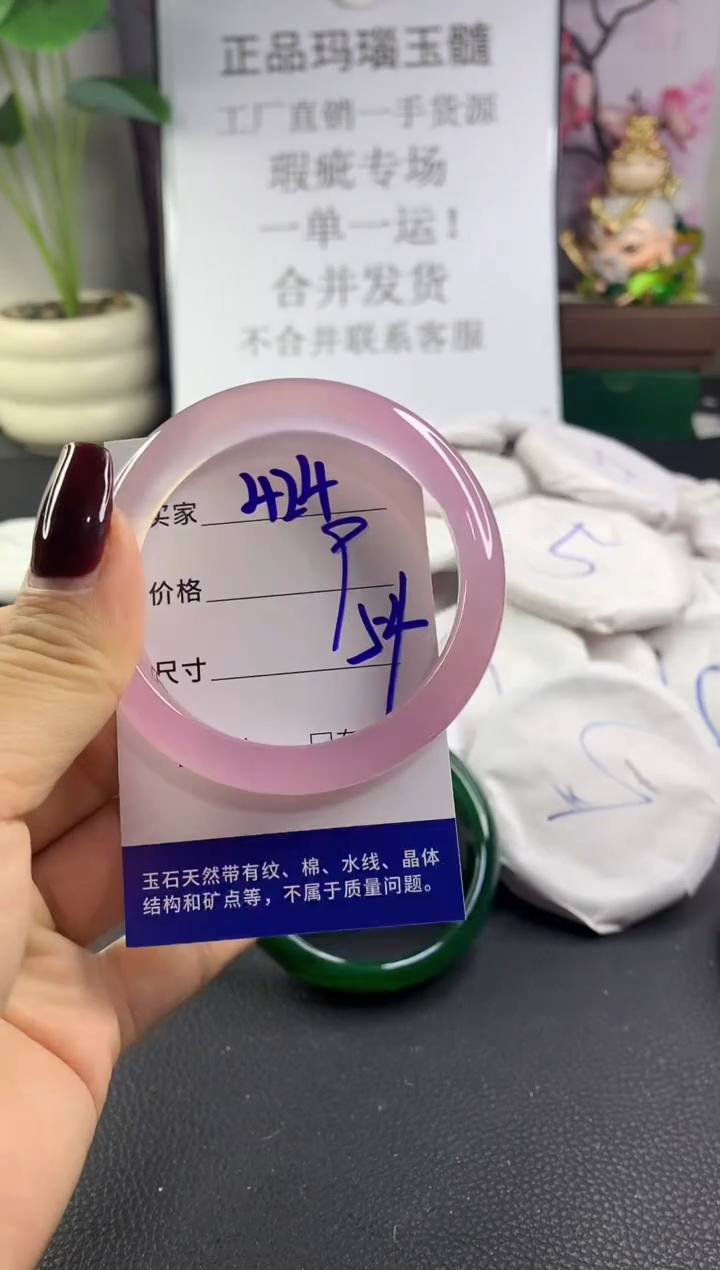 正品玛瑙玉髓
工厂直销一手货源
瑕疵专场
一单一运！
合并发货
不合并联系客服
买家 424
价格
尺寸 54
玉石天然带有纹、棉、水线、晶体
结构和矿点等，不属于质量问题。
5